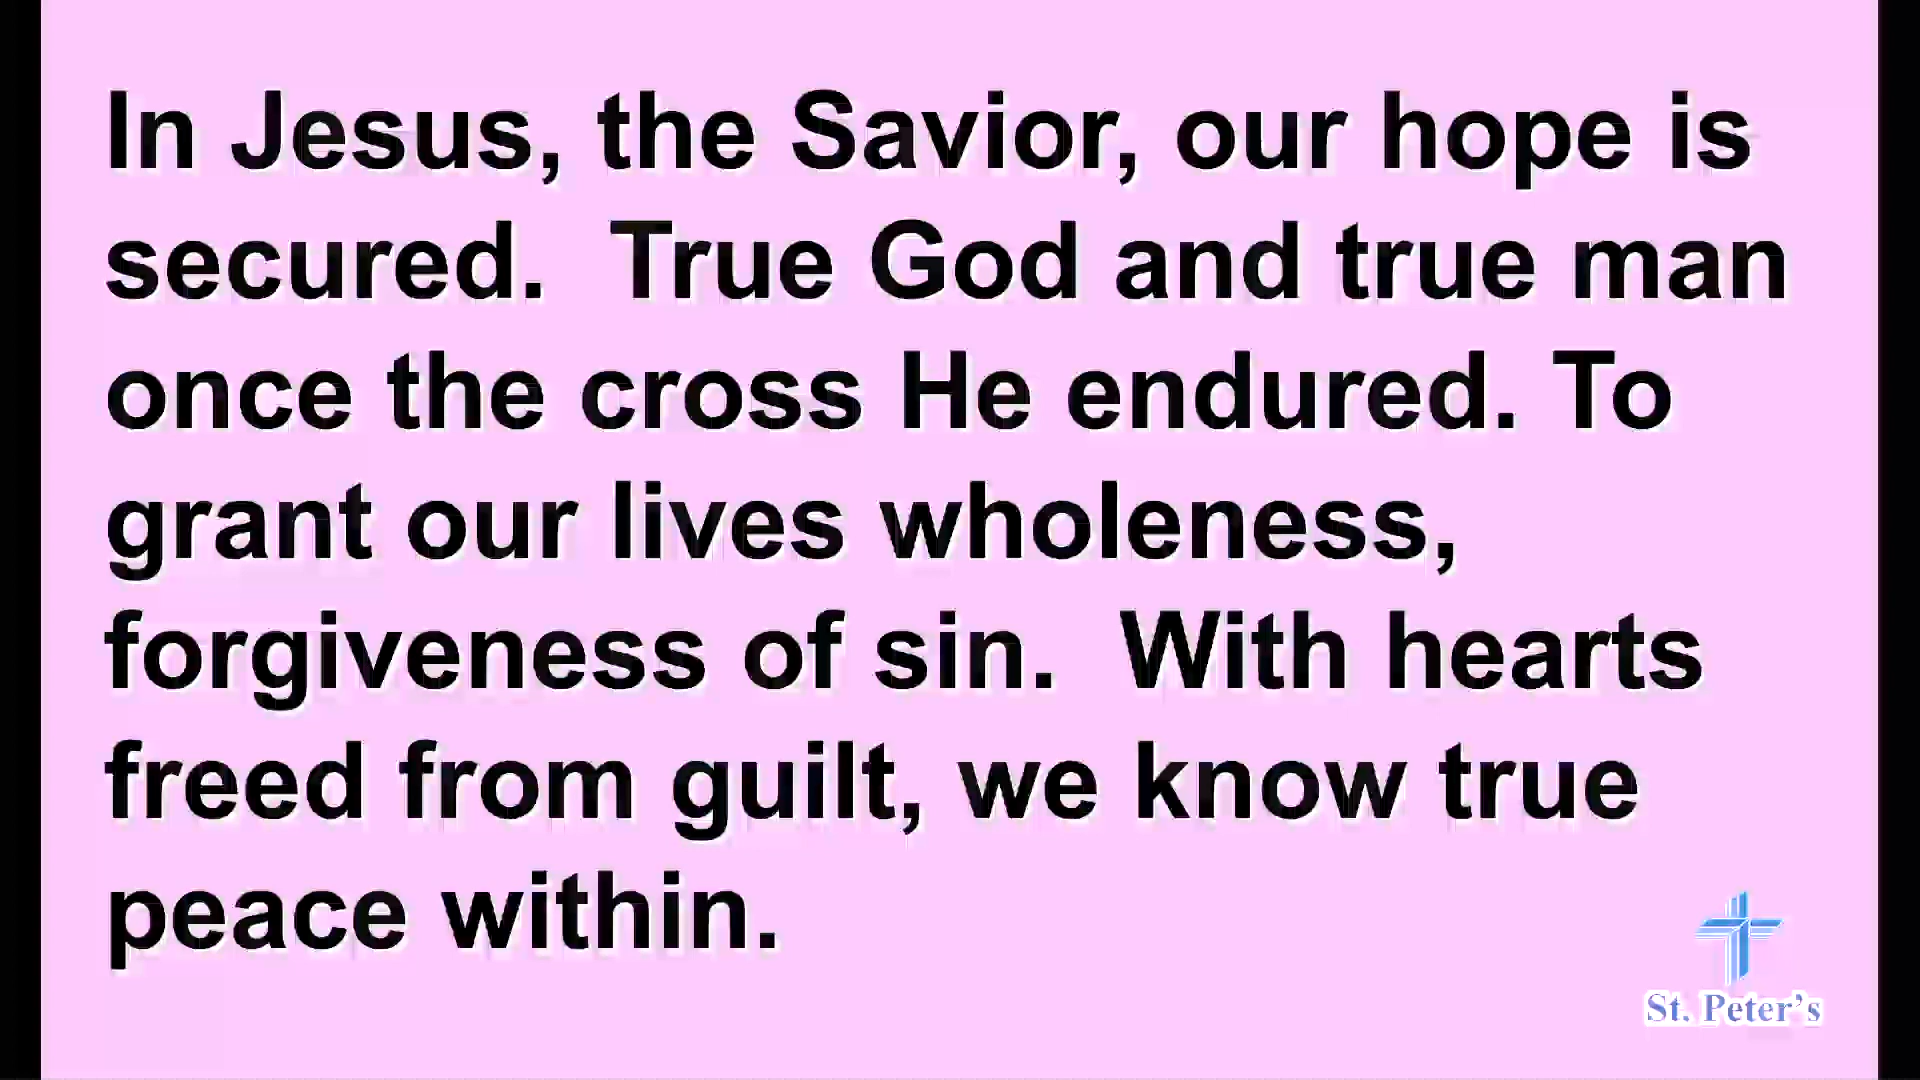 In Jesus, the Savior, our hope is
secured.  True God and true man
once the cross He endured. To
grant our lives wholeness,
forgiveness of sin.  With hearts
freed from guilt, we know true
peace within.
St. Peter's